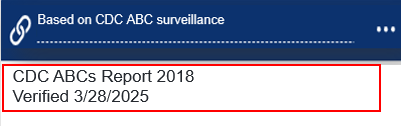 Based on CDC ABC surveillance
CDC ABCs Report 2018
Verified 3/28/2025